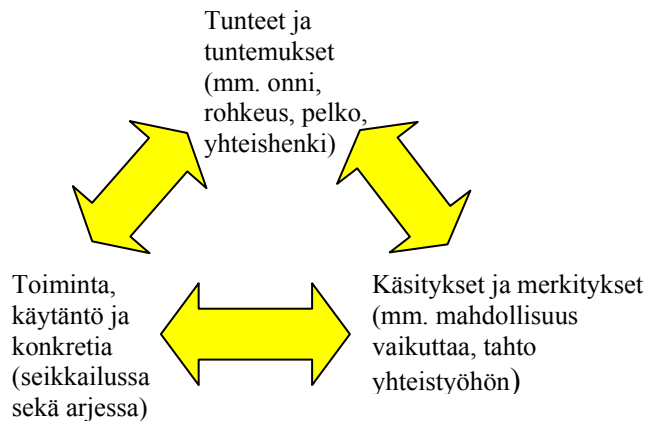 Tunteet ja
tuntemukset
(mm. onni,
rohkeus, pelko,
yhteishenki)
Toiminta,
käytäntö ja
konkretia
(seikkailussa
sekä arjessa)
Käsitykset ja merkitykset
(mm. mahdollisuus
vaikuttaa, tahto
yhteistyöhön)